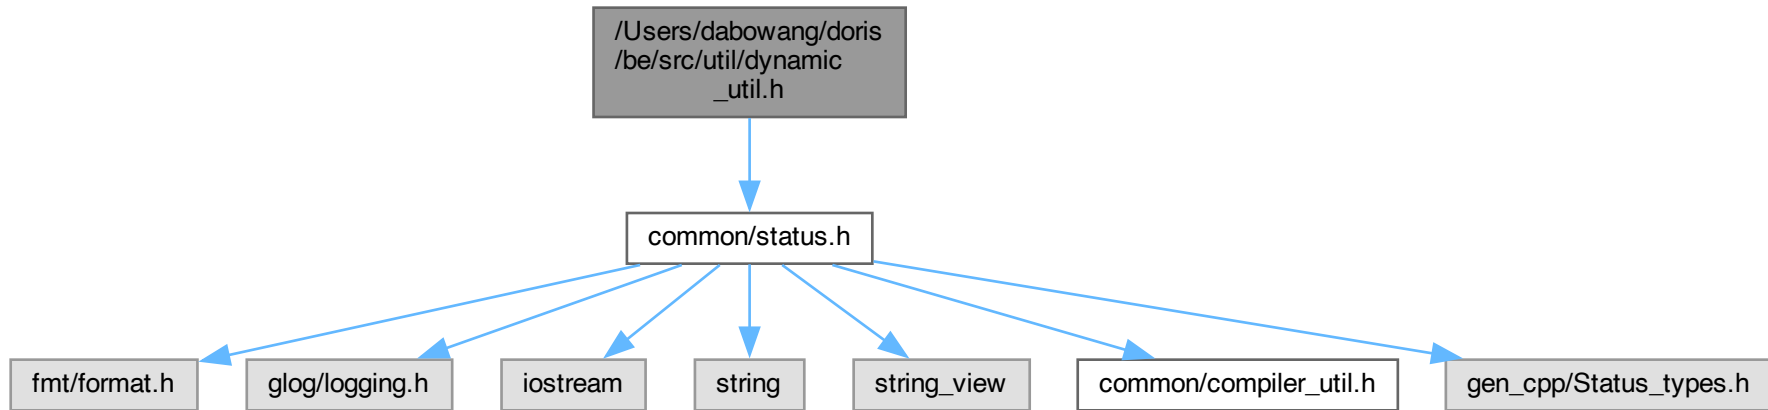 /Users/dabowang/doris
/be/src/util/dynamic
_util.h
common/status.h
fmt/format.h
glog/logging.h
iostream
string
string_view
common/compiler_util.h
gen_cpp/Status_types.h